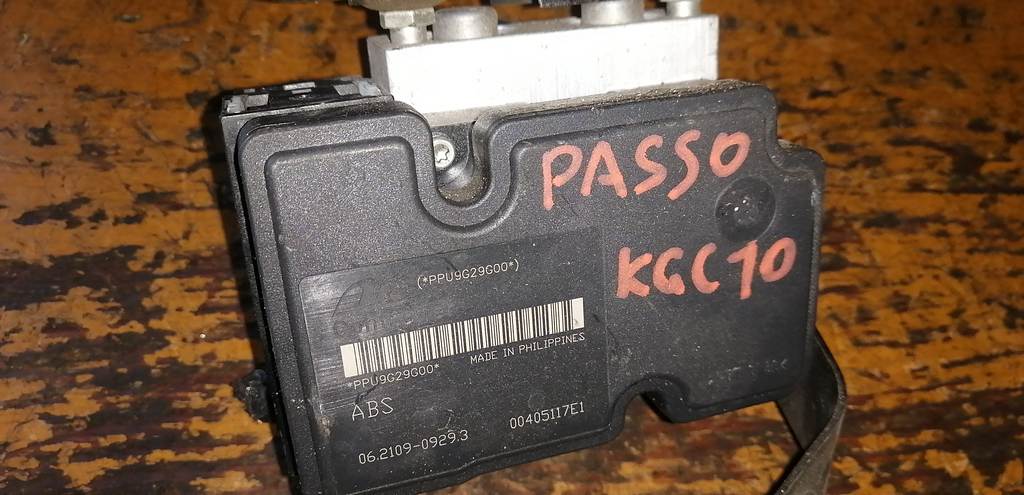 PASSO
KGC10
(*PPU9G29G00*)
MADE IN PHILIPPINES
*PPU9G29G00*
ABS
06.2109-0929.3
00405117E1